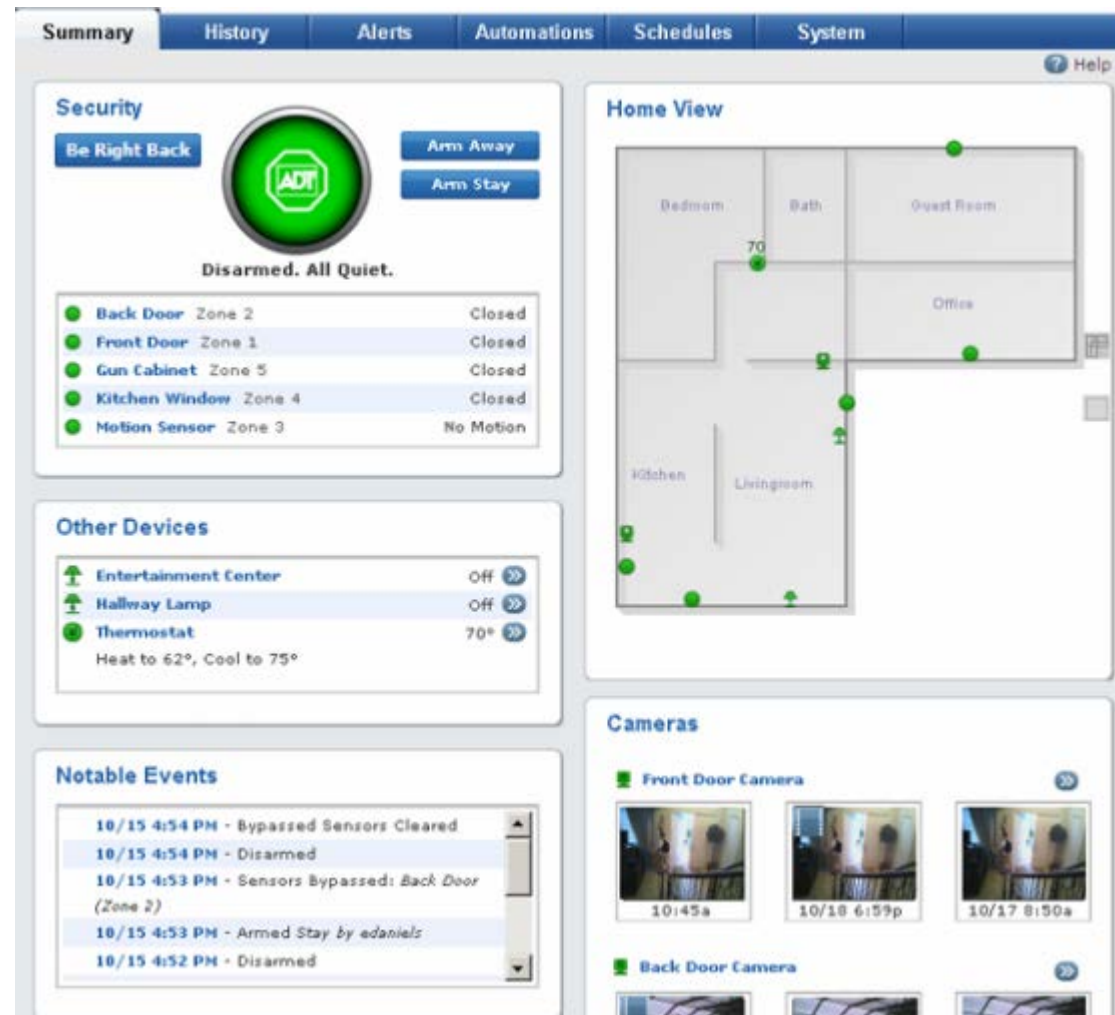 Summary History Alerts Automations Schedules System
Help
Security
Be Right Back
ADT
Arm Away
Arm Stay
Disarmed. All Quiet.
Back Door Zone 2 Closed
Front Door Zone 1 Closed
Gun Cabinet Zone 5 Closed
Kitchen Window Zone 4 Closed
Motion Sensor Zone 3 No Motion
Other Devices
Entertainment Center Off
Hallway Lamp Off
Thermostat 70°
Heat to 62°, Cool to 75°
Notable Events
10/15 4:54 PM - Bypassed Sensors Cleared
10/15 4:54 PM - Disarmed
10/15 4:53 PM - Sensors Bypassed: Back Door
(Zone 2)
10/15 4:53 PM - Armed Stay by edaniels
10/15 4:52 PM - Disarmed
Home View
Bedroom Bath Guest Room
70
Office
Kitchen Livingroom
Cameras
Front Door Camera
10:45a 10/18 6:59p 10/17 8:50a
Back Door Camera